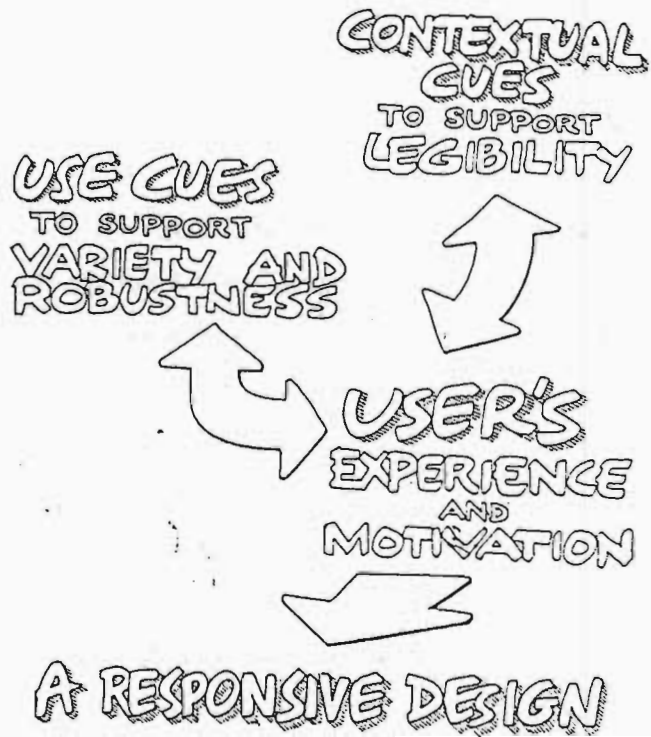 CONTEXTUAL
CUES
TO SUPPORT
LEGIBILITY
USE CUES
TO SUPPORT
VARIETY AND
ROBUSTNESS
USER'S
EXPERIENCE
AND
MOTIVATION
A RESPONSIVE DESIGN